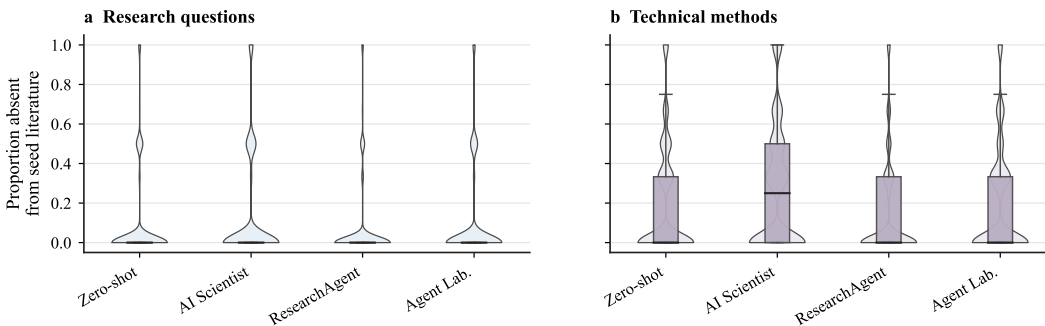 a Research questions
Proportion absent
from seed literature
1.0
0.8
0.6
0.4
0.2
0.0
Zero-shot
AI Scientist
ResearchAgent
Agent Lab.
b Technical methods
Zero-shot
AI Scientist
ResearchAgent
Agent Lab.